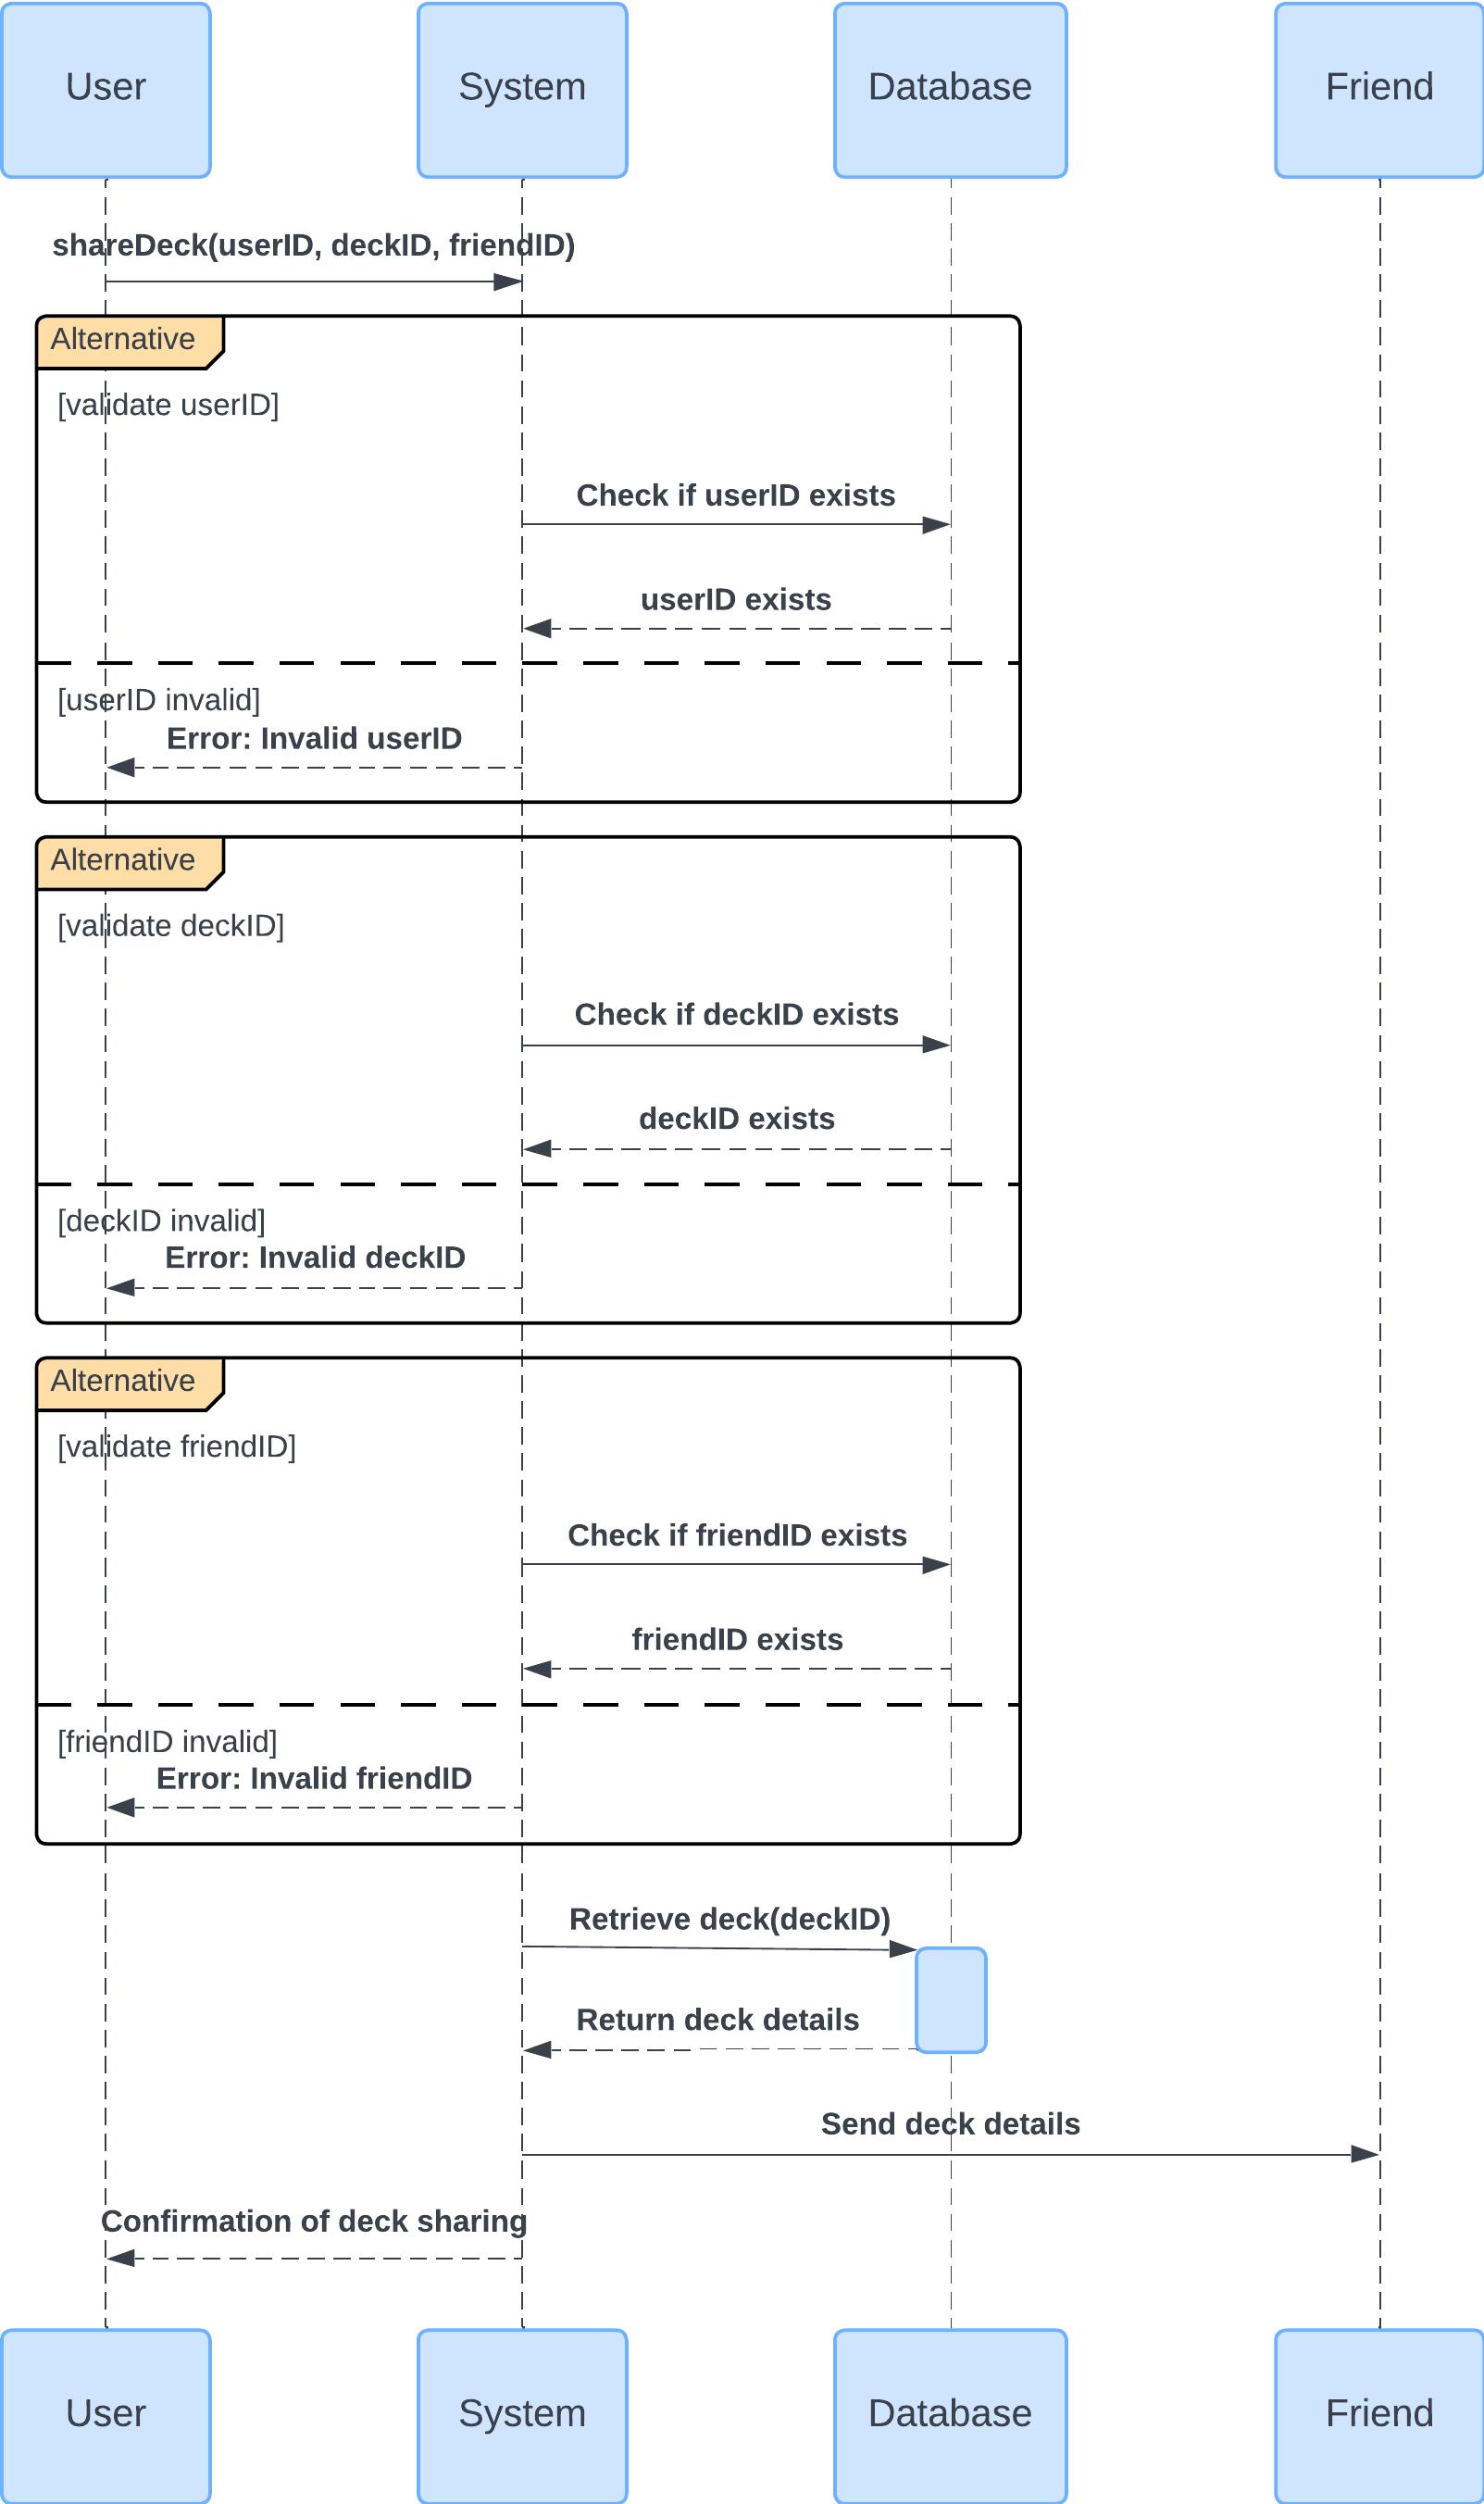 User
System
Database
Friend
shareDeck(userID, deckID, friendID)
Alternative
[validate userID]
Check if userID exists
userID exists
[userID invalid]
Error: Invalid userID
Alternative
[validate deckID]
Check if deckID exists
deckID exists
[deckID invalid]
Error: Invalid deckID
Alternative
[validate friendID]
Check if friendID exists
friendID exists
[friendID invalid]
Error: Invalid friendID
Retrieve deck(deckID)
Return deck details
Send deck details
Confirmation of deck sharing
User
System
Database
Friend